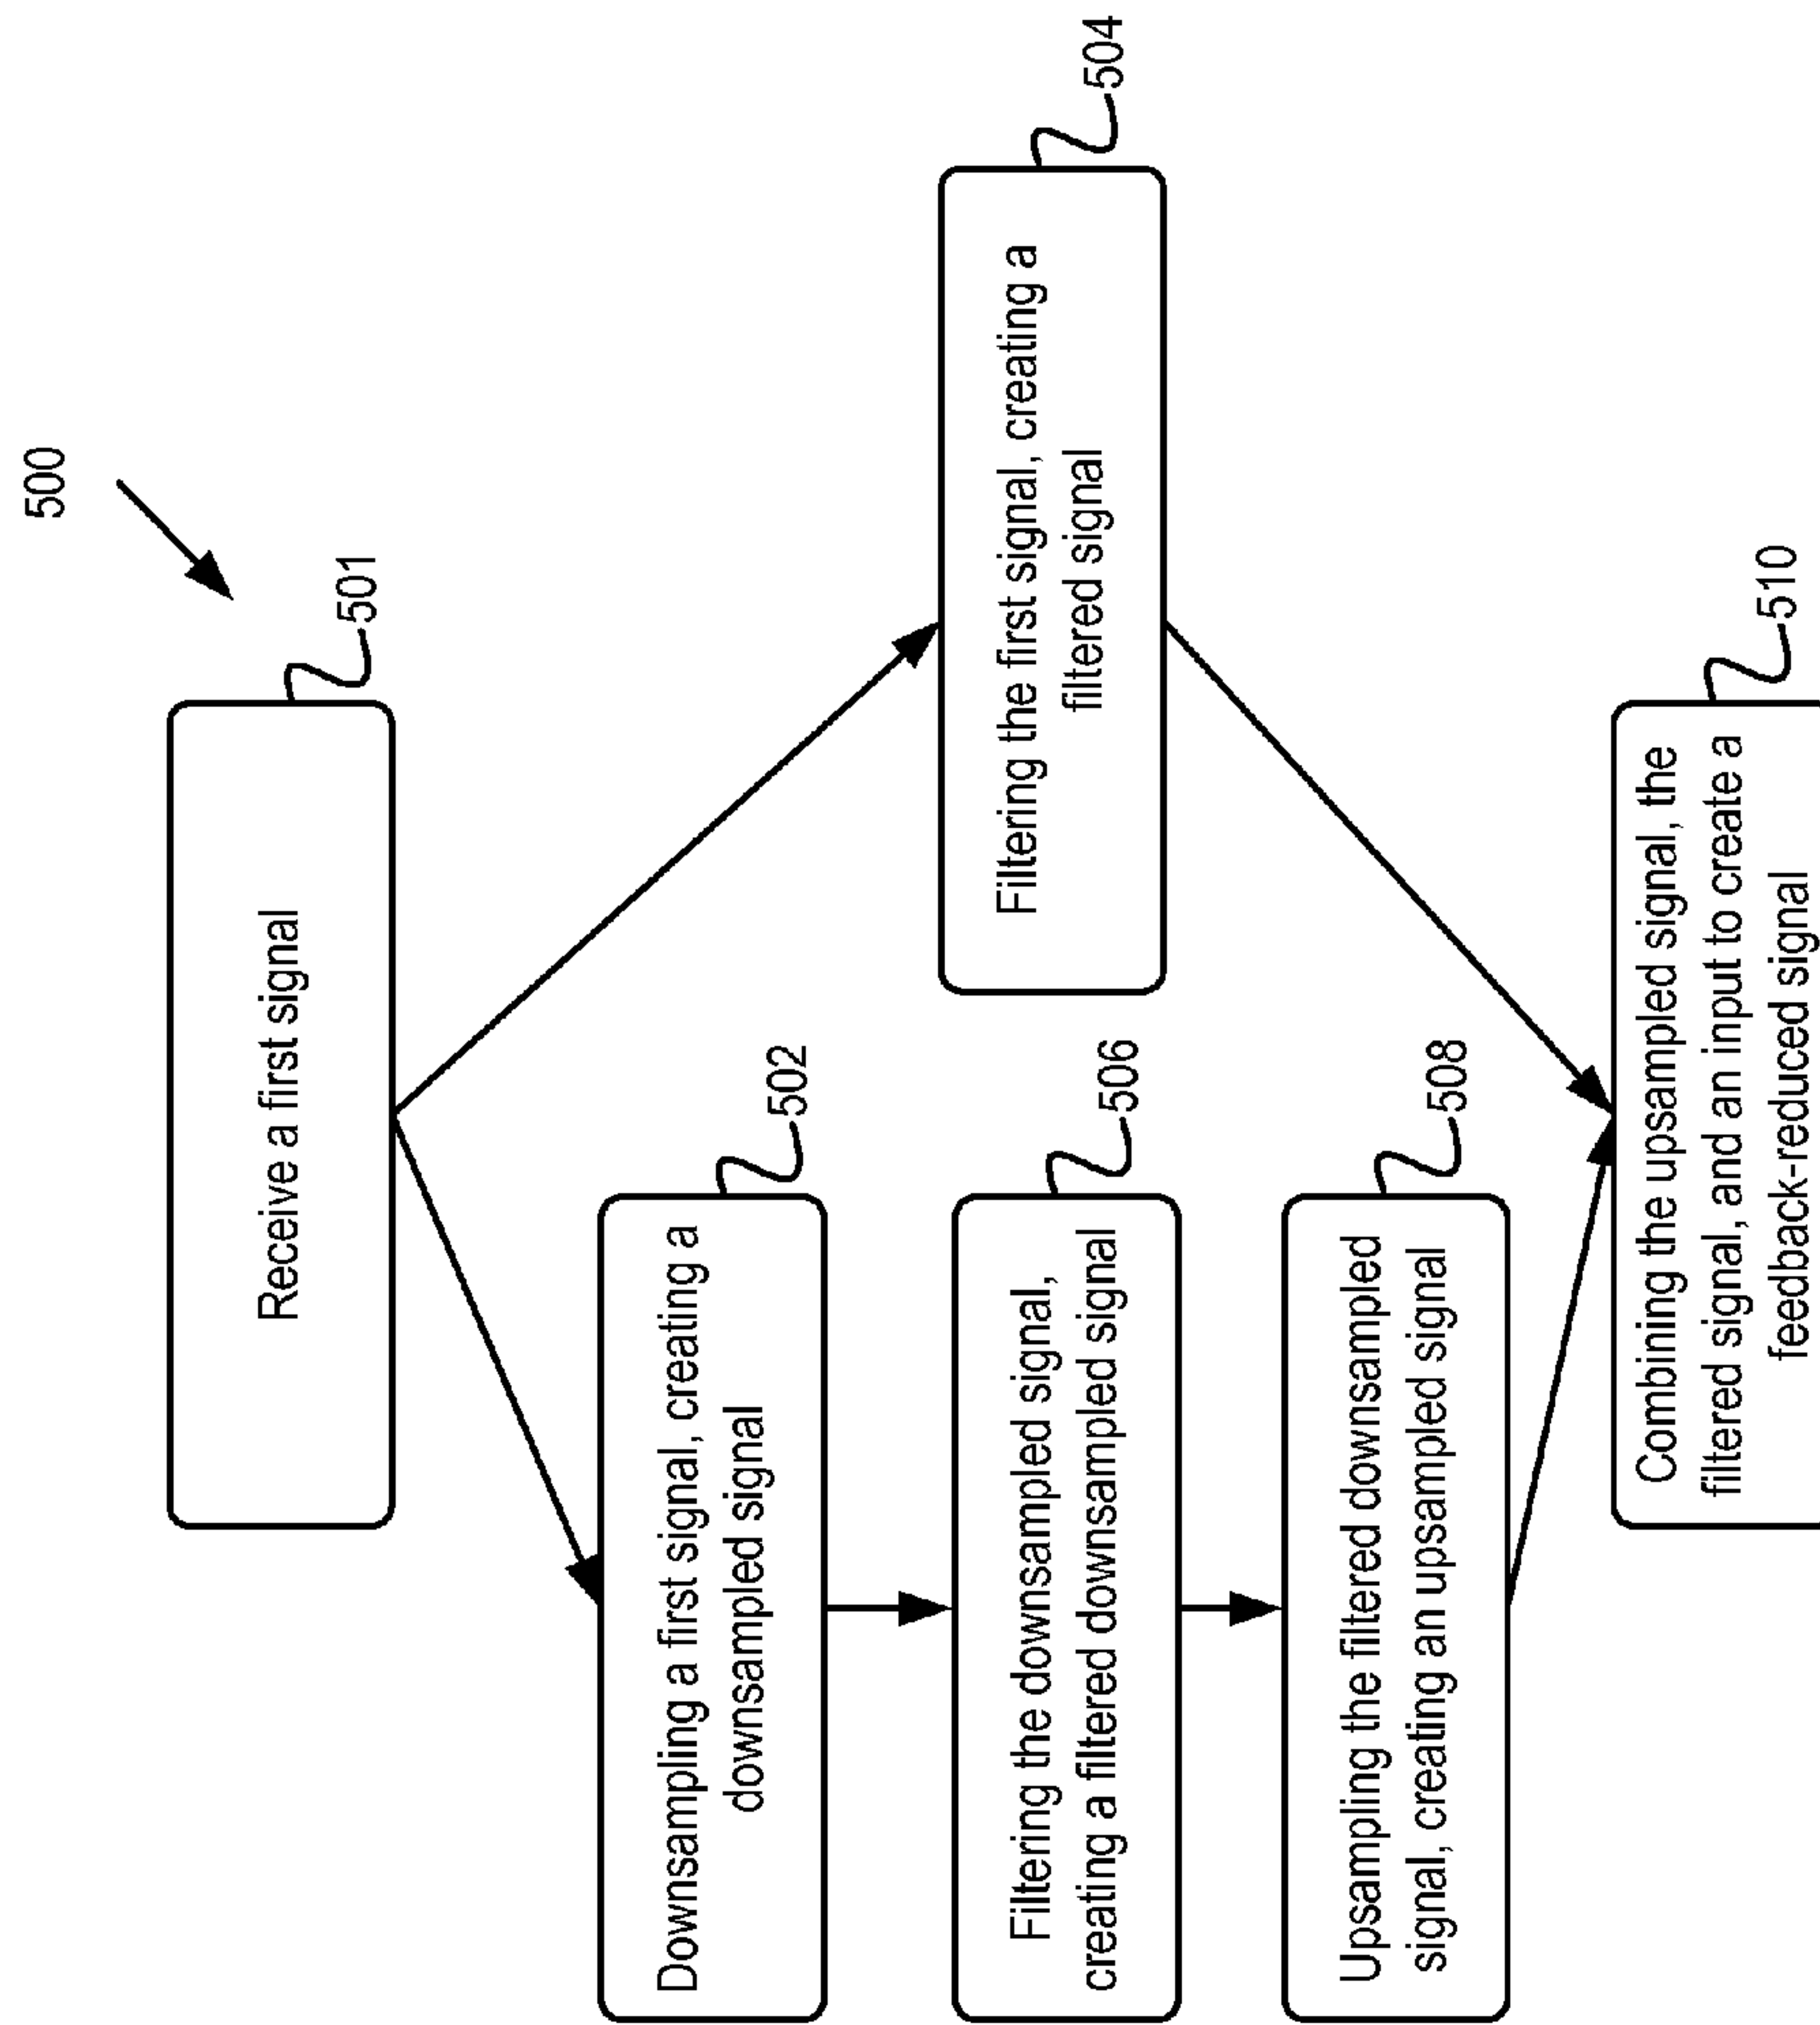 500
501
Receive a first signal
502
Downsampling a first signal, creating a
downsampled signal
504
Filtering the first signal, creating a
filtered signal
506
Filtering the downsampled signal,
creating a filtered downsampled signal
508
Upsampling the filtered downsampled
signal, creating an upsampled signal
510
Combining the upsampled signal, the
filtered signal, and an input to create a
feedback-reduced signal